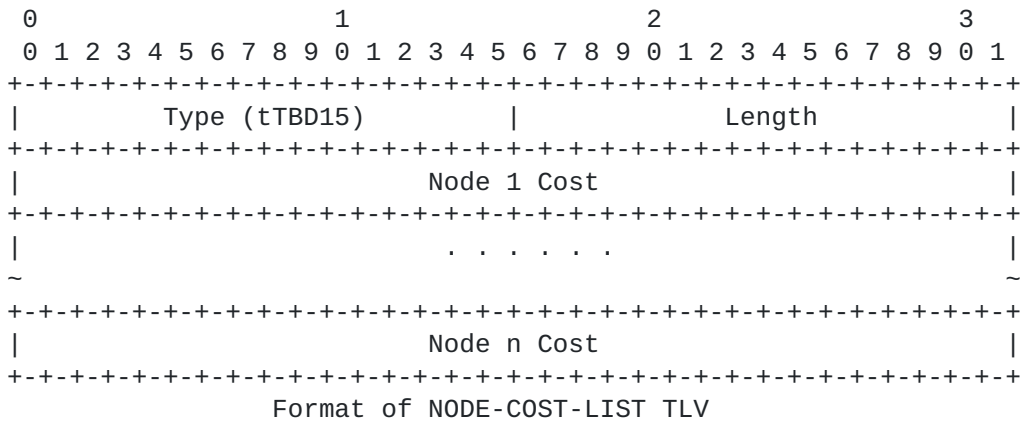 0                   1                   2                   3
 0 1 2 3 4 5 6 7 8 9 0 1 2 3 4 5 6 7 8 9 0 1 2 3 4 5 6 7 8 9 0 1
+-+-+-+-+-+-+-+-+-+-+-+-+-+-+-+-+-+-+-+-+-+-+-+-+-+-+-+-+-+-+-+-+
|         Type (tTBD15)         |             Length            |
+-+-+-+-+-+-+-+-+-+-+-+-+-+-+-+-+-+-+-+-+-+-+-+-+-+-+-+-+-+-+-+-+
|                          Node 1 Cost                          |
+-+-+-+-+-+-+-+-+-+-+-+-+-+-+-+-+-+-+-+-+-+-+-+-+-+-+-+-+-+-+-+-+
|                           . . . . . .                         |
~                                                               ~
+-+-+-+-+-+-+-+-+-+-+-+-+-+-+-+-+-+-+-+-+-+-+-+-+-+-+-+-+-+-+-+-+
|                          Node n Cost                          |
+-+-+-+-+-+-+-+-+-+-+-+-+-+-+-+-+-+-+-+-+-+-+-+-+-+-+-+-+-+-+-+-+
                 Format of NODE-COST-LIST TLV